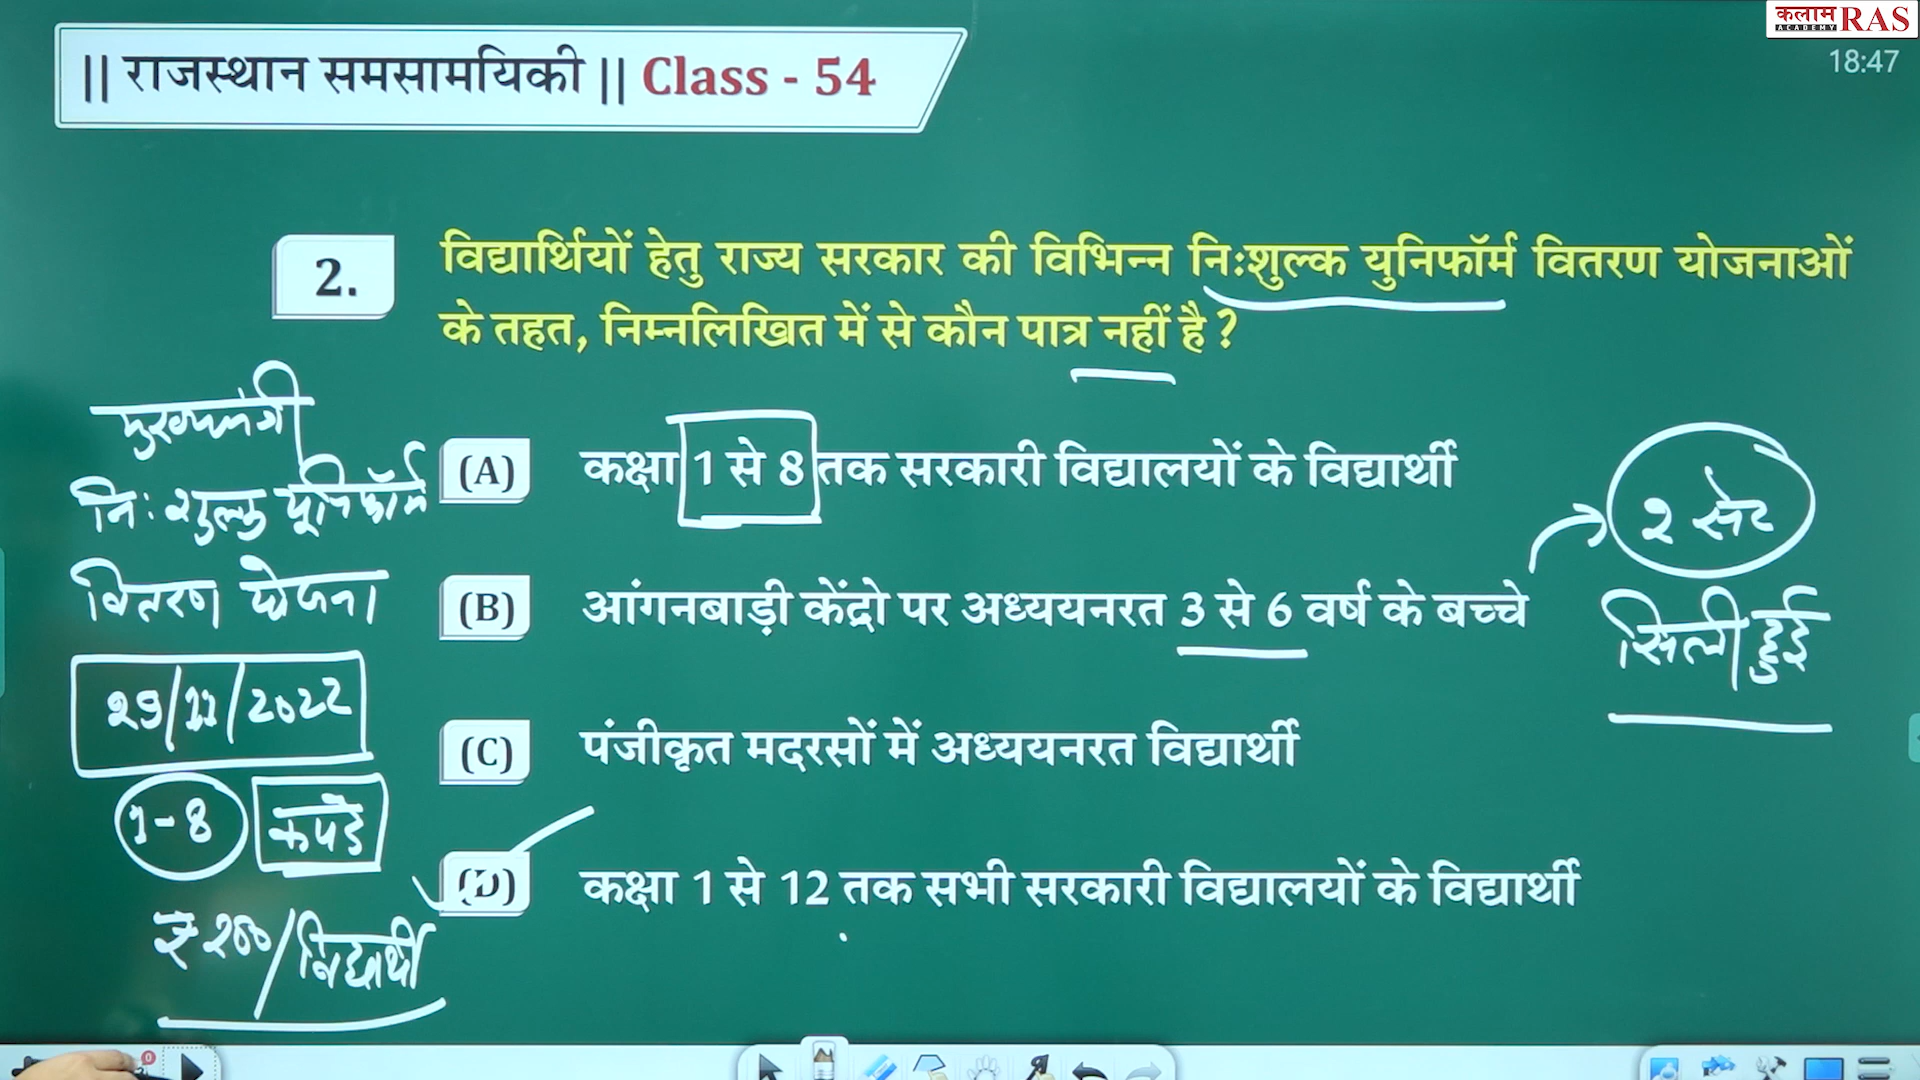 कलाम RAS
ACADEMY
18:47
|| राजस्थान समसामयिकी || Class - 54
2. विद्यार्थियों हेतु राज्य सरकार की विभिन्न निःशुल्क युनिफॉर्म वितरण योजनाओं
के तहत, निम्नलिखित में से कौन पात्र नहीं है ?
(A) कक्षा 1 से 8 तक सरकारी विद्यालयों के विद्यार्थी
(B) आंगनबाड़ी केंद्रो पर अध्ययनरत 3 से 6 वर्ष के बच्चे
(C) पंजीकृत मदरसों में अध्ययनरत विद्यार्थी
(D) कक्षा 1 से 12 तक सभी सरकारी विद्यालयों के विद्यार्थी
मुख्यमंत्री
निः शुल्क यूनिफॉर्म
वितरण योजना
29/11/2022
1-8 कपडे
₹ 200/विद्यार्थी
2 सेट
सिली हुई
0